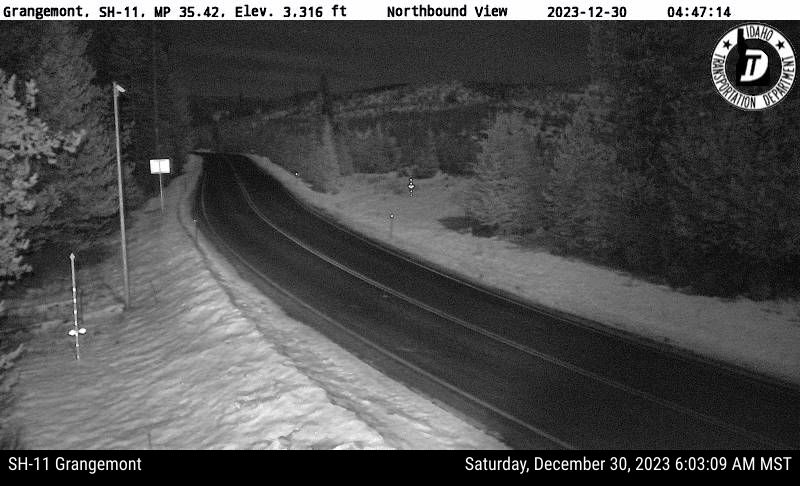 Grangemont, SH-11, MP 35.42, Elev. 3,316 ft Northbound View 2023-12-30 04:47:14
IDAHO
TRANSPORTATION DEPARTMENT
SH-11 Grangemont Saturday, December 30, 2023 6:03:09 AM MST